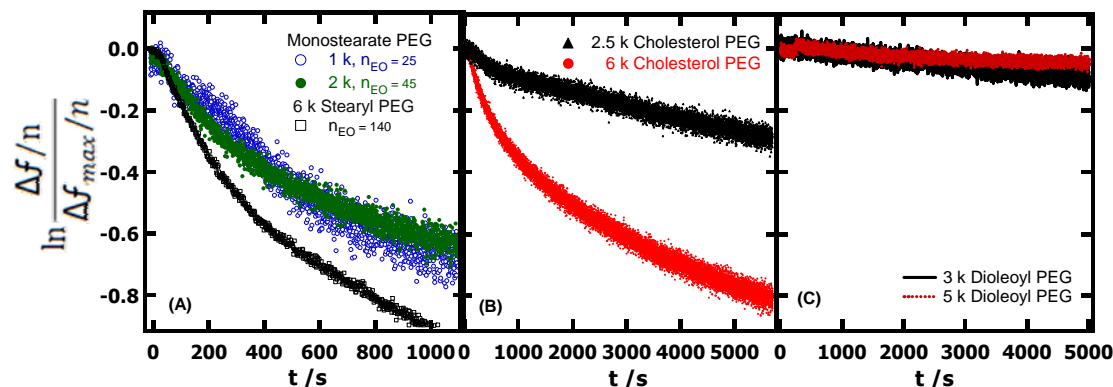 ln Δf/n / Δf_max/n
0.0
-0.2
-0.4
-0.6
-0.8
Monostearate PEG
1 k, n_EO = 25
2 k, n_EO = 45
6 k Stearyl PEG
n_EO = 140
(A)
0 200 400 600 800 1000
t /s
2.5 k Cholesterol PEG
6 k Cholesterol PEG
(B)
0 1000 2000 3000 4000 5000
t /s
(C)
3 k Dioleoyl PEG
5 k Dioleoyl PEG
0 1000 2000 3000 4000 5000
t /s